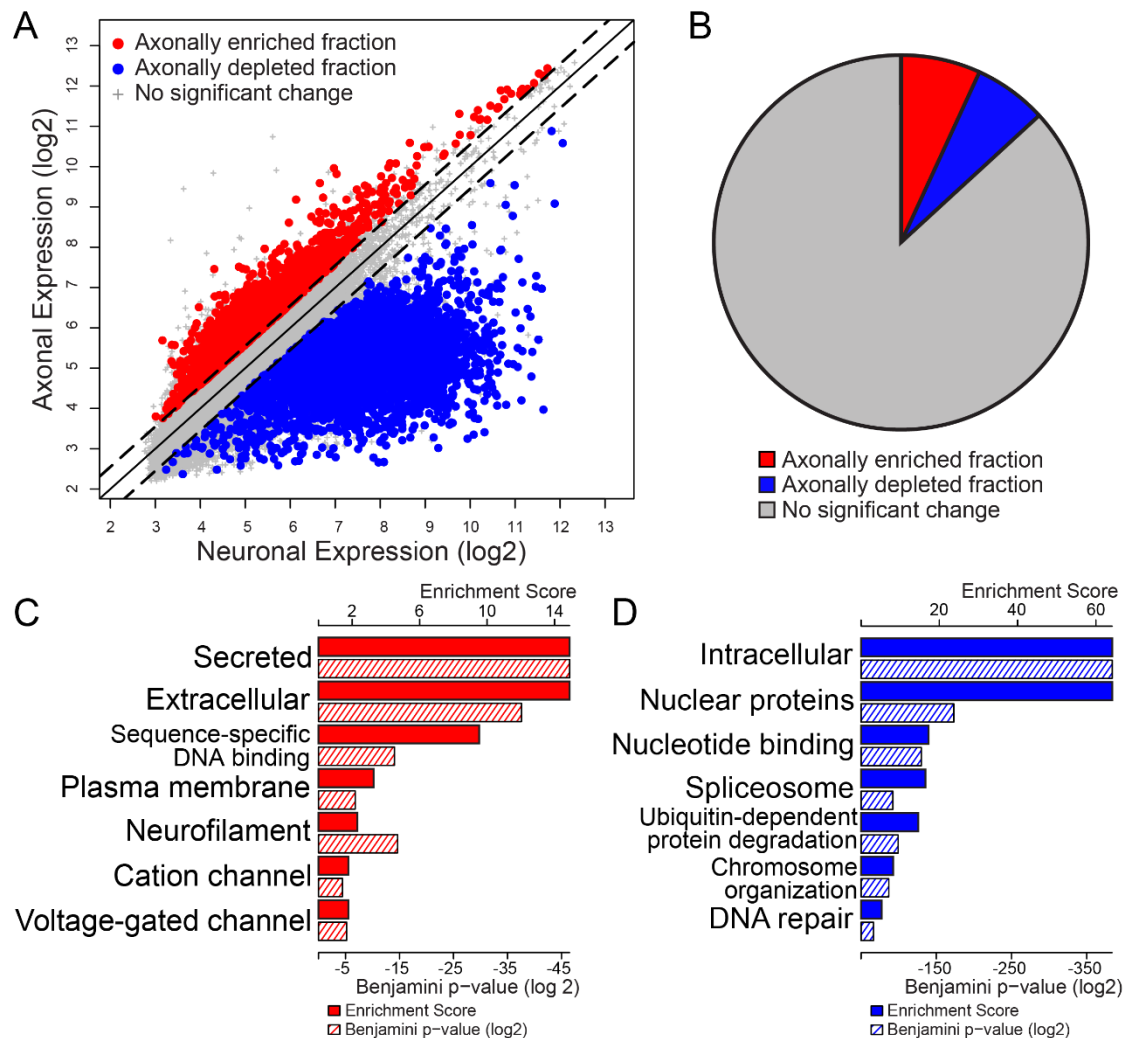 A
Axonally enriched fraction
Axonally depleted fraction
No significant change
Axonal Expression (log2)
13
12
11
10
9
8
7
6
5
4
3
2
2 3 4 5 6 7 8 9 10 11 12 13
Neuronal Expression (log2)
B
Axonally enriched fraction
Axonally depleted fraction
No significant change
C
Enrichment Score
2 6 10 14
Secreted
Extracellular
Sequence-specific
DNA binding
Plasma membrane
Neurofilament
Cation channel
Voltage-gated channel
-5 -15 -25 -35 -45
Benjamini p-value (log 2)
Enrichment Score
Benjamini p-value (log2)
D
Enrichment Score
20 40 60
Intracellular
Nuclear proteins
Nucleotide binding
Spliceosome
Ubiquitin-dependent
protein degradation
Chromosome
organization
DNA repair
-150 -250 -350
Benjamini p-value (log2)
Enrichment Score
Benjamini p-value (log2)